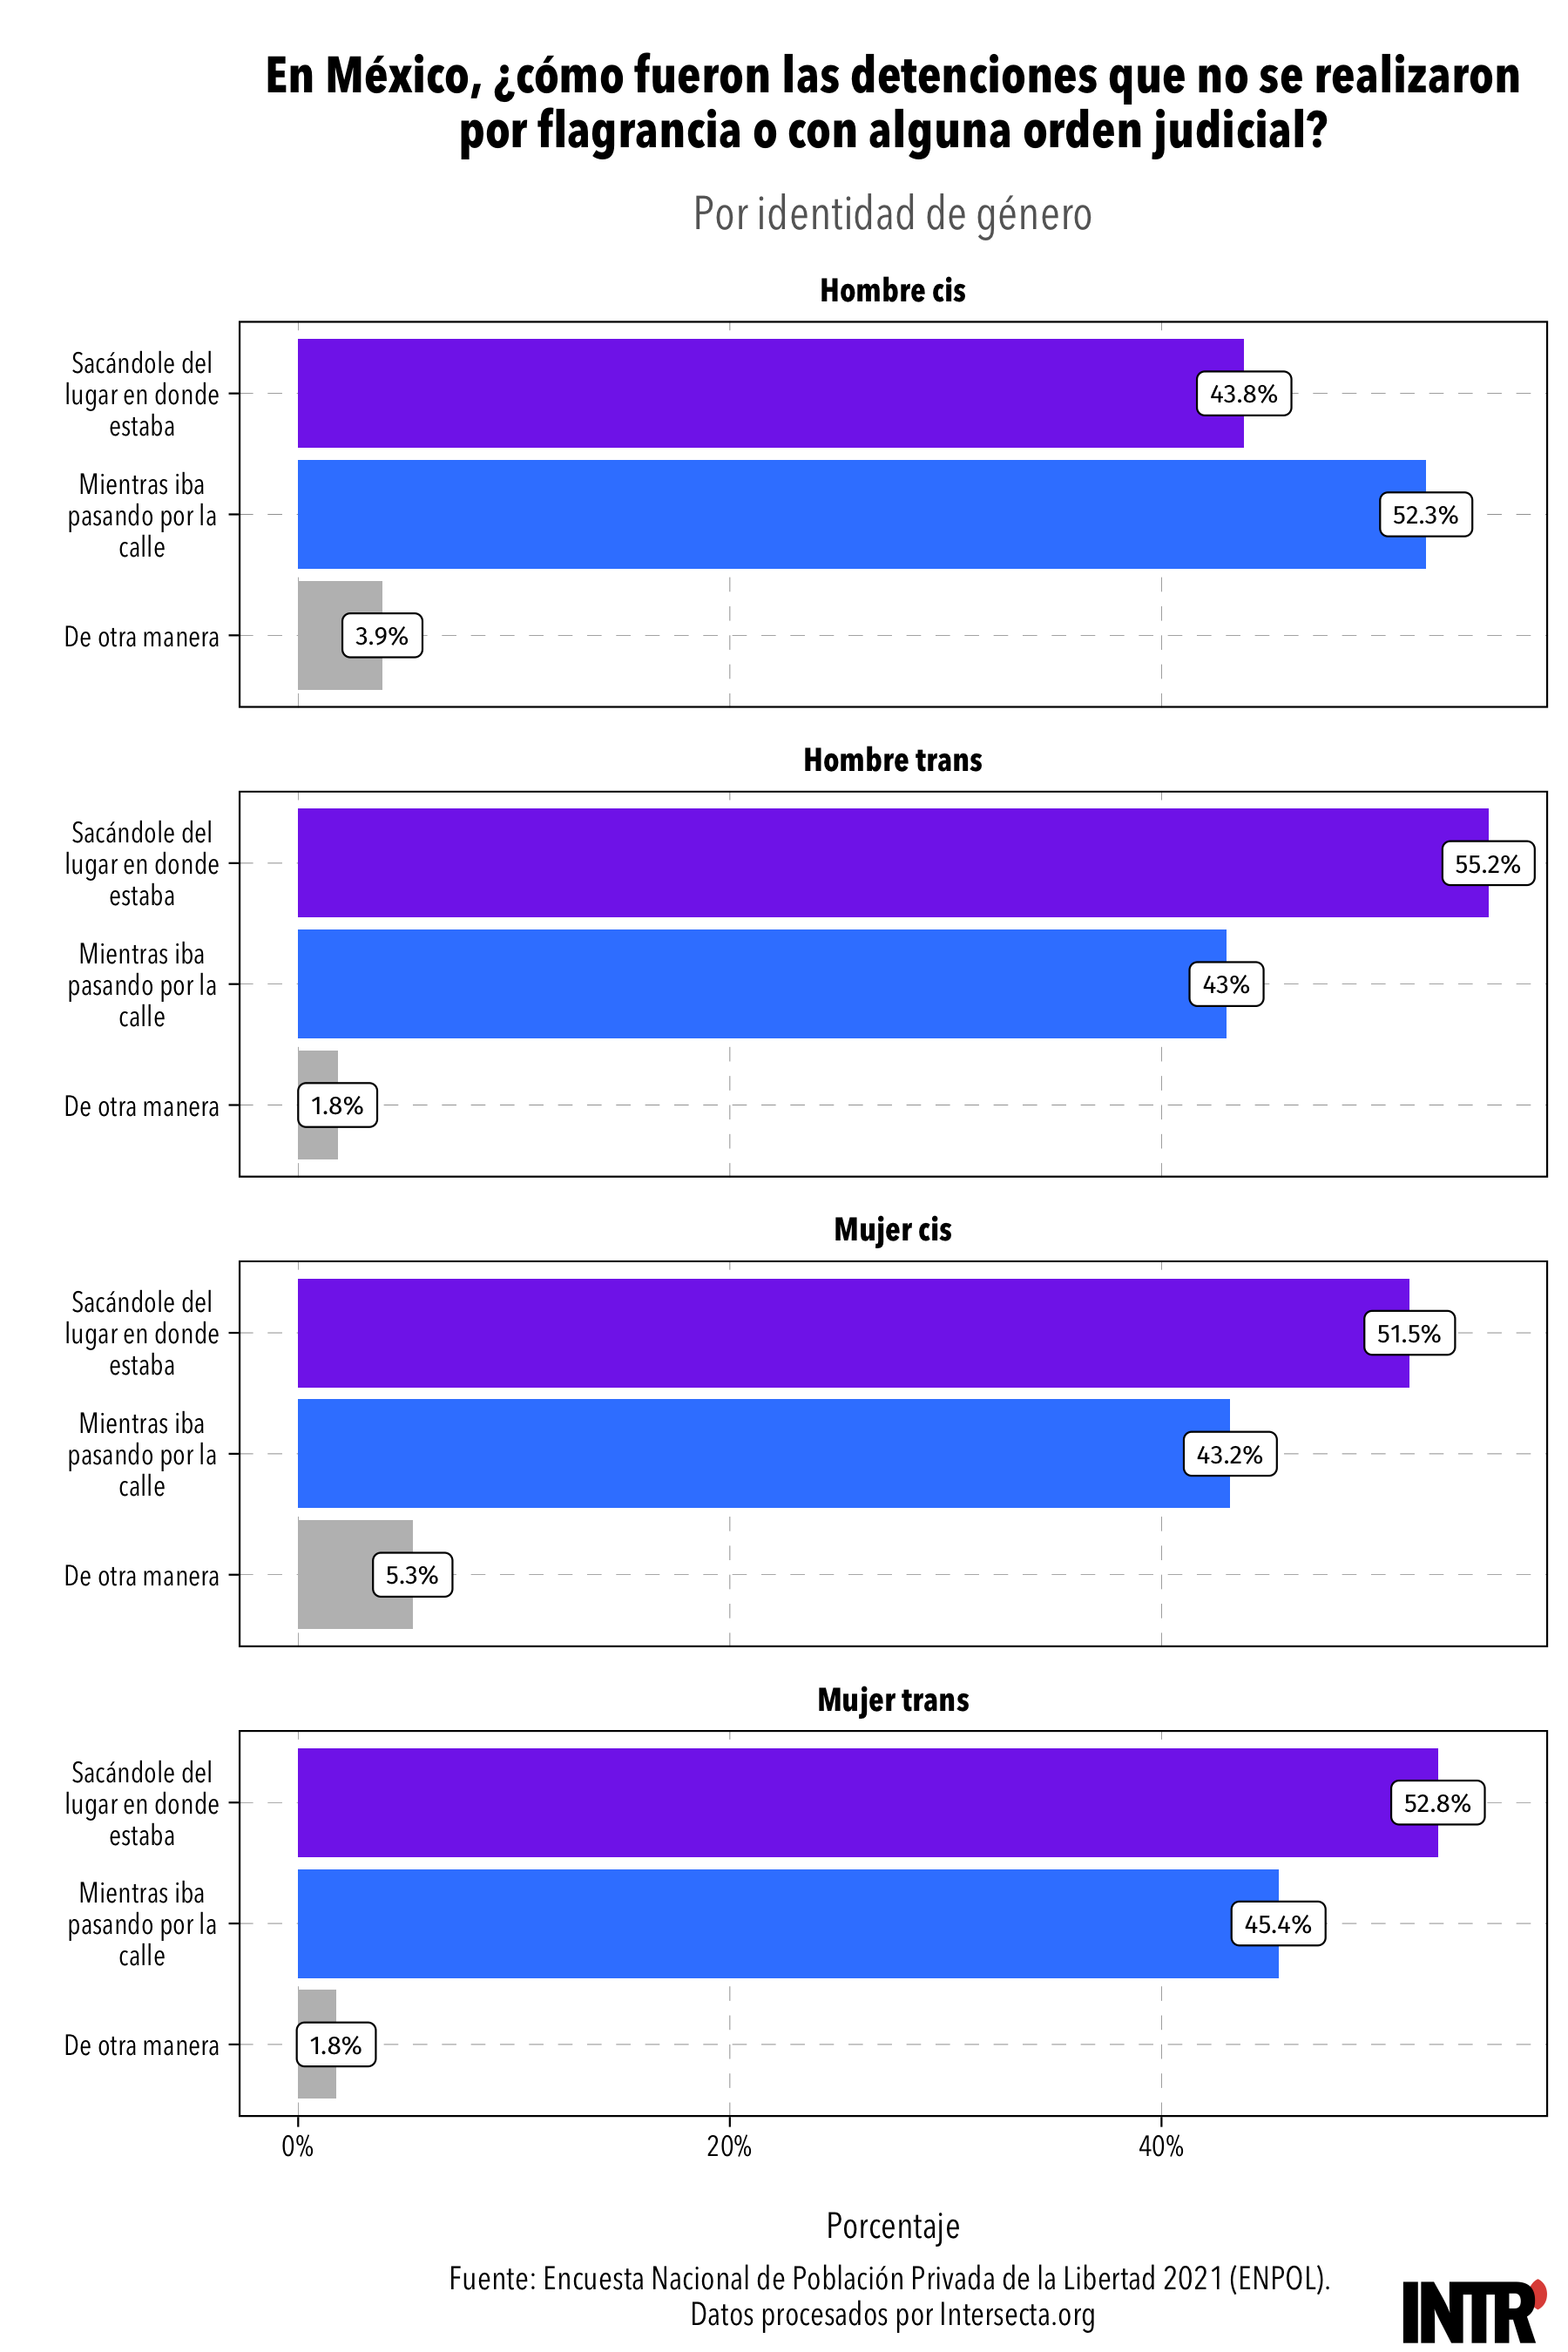 En México, ¿cómo fueron las detenciones que no se realizaron
por flagrancia o con alguna orden judicial?
Por identidad de género
Hombre cis
Sacándole del
lugar en donde
estaba
43.8%
Mientras iba
pasando por la
calle
52.3%
De otra manera
3.9%
Hombre trans
Sacándole del
lugar en donde
estaba
55.2%
Mientras iba
pasando por la
calle
43%
De otra manera
1.8%
Mujer cis
Sacándole del
lugar en donde
estaba
51.5%
Mientras iba
pasando por la
calle
43.2%
De otra manera
5.3%
Mujer trans
Sacándole del
lugar en donde
estaba
52.8%
Mientras iba
pasando por la
calle
45.4%
De otra manera
1.8%
0% 20% 40%
Porcentaje
Fuente: Encuesta Nacional de Población Privada de la Libertad 2021 (ENPOL).
Datos procesados por Intersecta.org
INTR